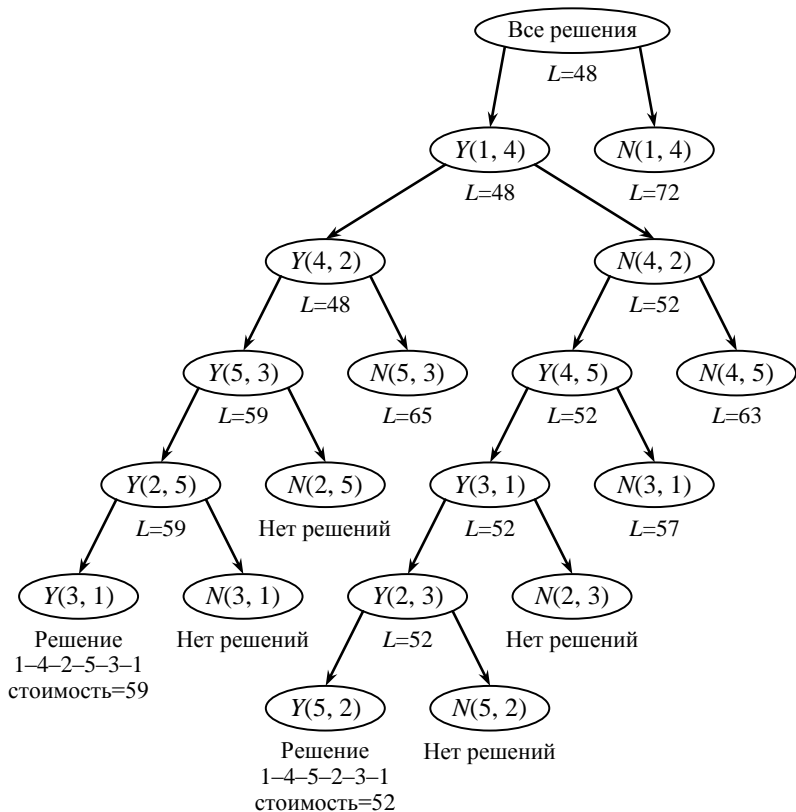 Все решения
L=48
Y(1, 4)
N(1, 4)
L=48
L=72
Y(4, 2)
N(4, 2)
L=48
L=52
Y(5, 3)
N(5, 3)
Y(4, 5)
N(4, 5)
L=59
L=65
L=52
L=63
Y(2, 5)
N(2, 5)
Y(3, 1)
N(3, 1)
L=59
Нет решений
L=52
L=57
Y(3, 1)
N(3, 1)
Y(2, 3)
N(2, 3)
Решение
1–4–2–5–3–1
стоимость=59
Нет решений
L=52
Нет решений
Y(5, 2)
N(5, 2)
Решение
1–4–5–2–3–1
стоимость=52
Нет решений